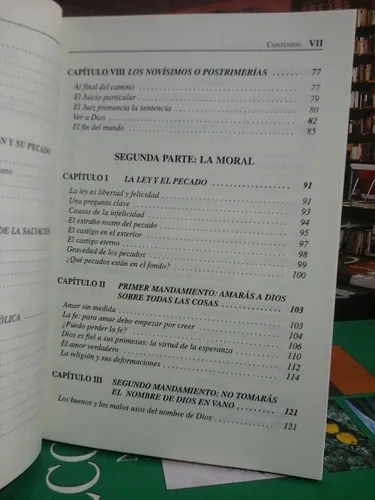 CONTENIDO VII
CAPÍTULO VIII LOS NOVÍSIMOS O POSTRIMERÍAS ...... 77
Al final del camino 77
El Juicio particular 79
El Juez pronuncia la sentencia 80
Ver a Dios 82
El fin del mundo 85
SEGUNDA PARTE: LA MORAL
CAPÍTULO I LA LEY Y EL PECADO 91
La ley es libertad y felicidad 91
Una pregunta clave 93
Causas de la infelicidad 94
El extraño rostro del pecado 95
El castigo en el exterior 96
El castigo eterno 97
Gravedad de los pecados 98
¿Qué pecados están en el fondo? 99
100
CAPÍTULO II PRIMER MANDAMIENTO: AMARÁS A DIOS
SOBRE TODAS LAS COSAS 103
Amar sin medida 103
La fe: para amar debo empezar por creer 104
¿Puedo perder la fe? 106
Dios es fiel a sus promesas: la virtud de la esperanza 110
El amor verdadero 112
La religión y sus deformaciones 114
CAPÍTULO III SEGUNDO MANDAMIENTO: NO TOMARÁS
EL NOMBRE DE DIOS EN VANO 121
Los buenos y los malos usos del nombre de Dios 121
N Y SU PECADO
DE LA SALVACIÓN
ÓLICA